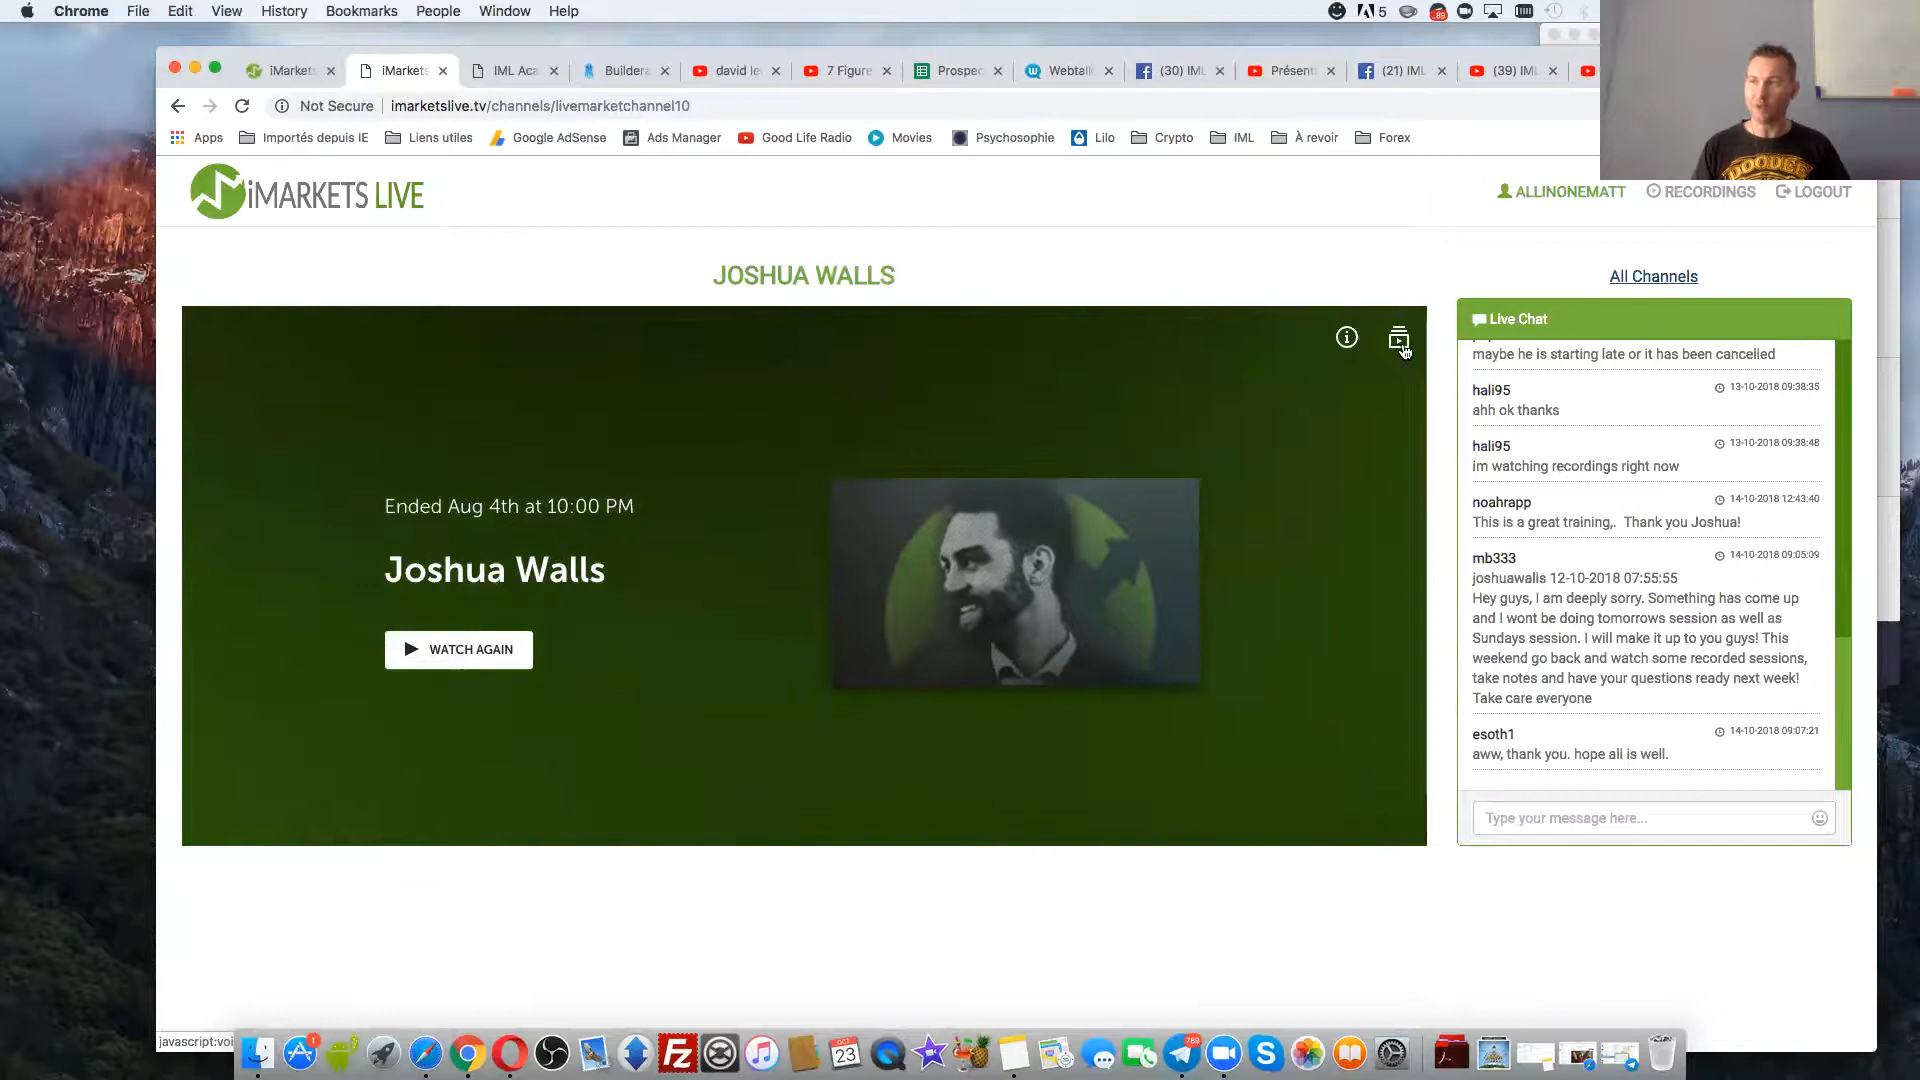 Chrome File Edit View History Bookmarks People Window Help
5
89
iMarkets
iMarkets
IML Aca
Buildera
david le
7 Figure
Prospec
Webtalk
(30) IML
Présent
(21) IML
(39) IML
Not Secure
imarketslive.tv/channels/livemarketchannel10
Apps
Importés depuis IE
Liens utiles
Google AdSense
Ads Manager
Good Life Radio
Movies
Psychosophie
Lilo
Crypto
IML
À revoir
Forex
iMARKETS LIVE
ALLINONEMATT
RECORDINGS
LOGOUT
JOSHUA WALLS
All Channels
Ended Aug 4th at 10:00 PM
Joshua Walls
WATCH AGAIN
Live Chat
maybe he is starting late or it has been cancelled
hali95
13-10-2018 09:38:35
ahh ok thanks
hali95
13-10-2018 09:38:48
im watching recordings right now
noahrapp
14-10-2018 12:43:40
This is a great training,. Thank you Joshua!
mb333
14-10-2018 09:05:09
joshuawalls 12-10-2018 07:55:55
Hey guys, I am deeply sorry. Something has come up
and I wont be doing tomorrows session as well as
Sundays session. I will make it up to you guys! This
weekend go back and watch some recorded sessions,
take notes and have your questions ready next week!
Take care everyone
esoth1
14-10-2018 09:07:21
aww, thank you. hope all is well.
Type your message here...
javascript:voi
1
OCT
23
789